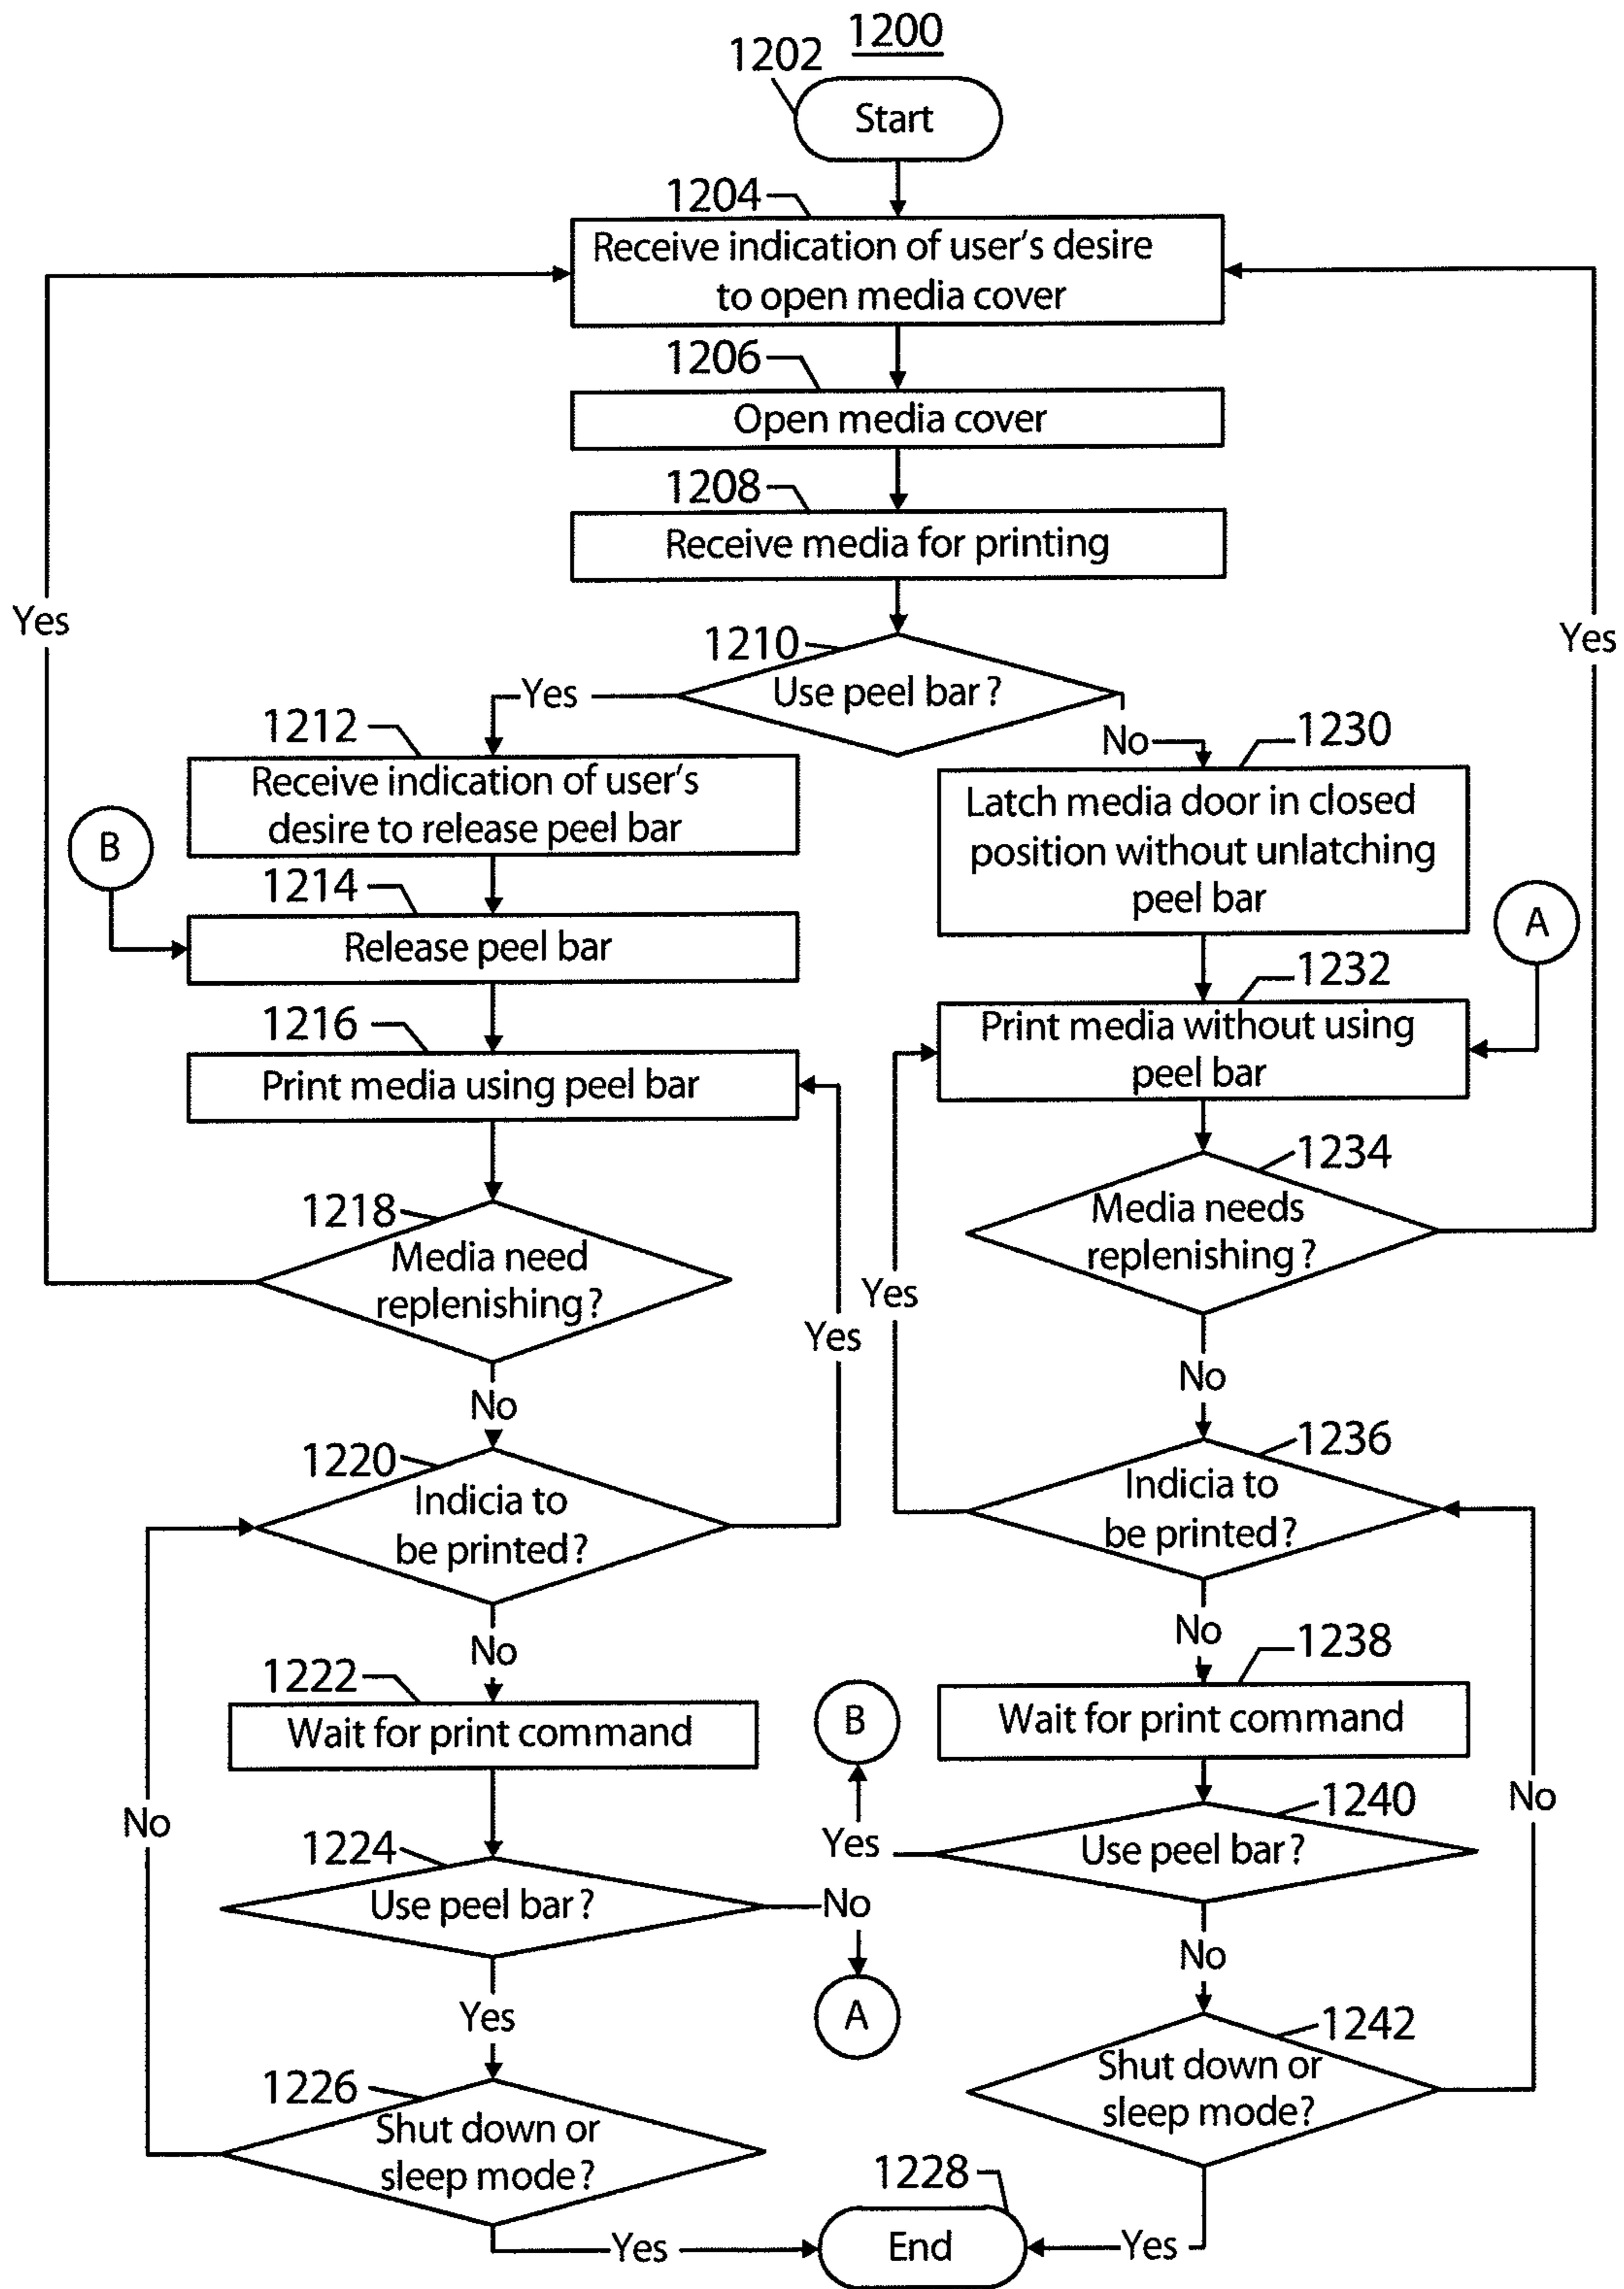 1200
1202
Start
1204
Receive indication of user's desire
to open media cover
1206
Open media cover
1208
Receive media for printing
1210
Use peel bar?
Yes
No
Yes
Yes
1212
Receive indication of user's
desire to release peel bar
B
1214
Release peel bar
1216
Print media using peel bar
1218
Media need
replenishing?
No
Yes
1220
Indicia to
be printed?
No
1222
Wait for print command
1224
Use peel bar?
No
A
Yes
No
1226
Shut down or
sleep mode?
Yes
1230
Latch media door in closed
position without unlatching
peel bar
A
1232
Print media without using
peel bar
1234
Media needs
replenishing?
Yes
No
1236
Indicia to
be printed?
No
1238
Wait for print command
B
Yes
1240
Use peel bar?
No
No
1242
Shut down or
sleep mode?
Yes
1228
End